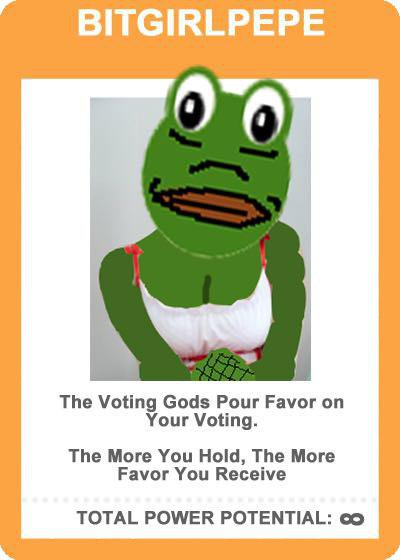 BITGIRLPEPE
The Voting Gods Pour Favor on
Your Voting.
The More You Hold, The More
Favor You Receive
TOTAL POWER POTENTIAL: ∞